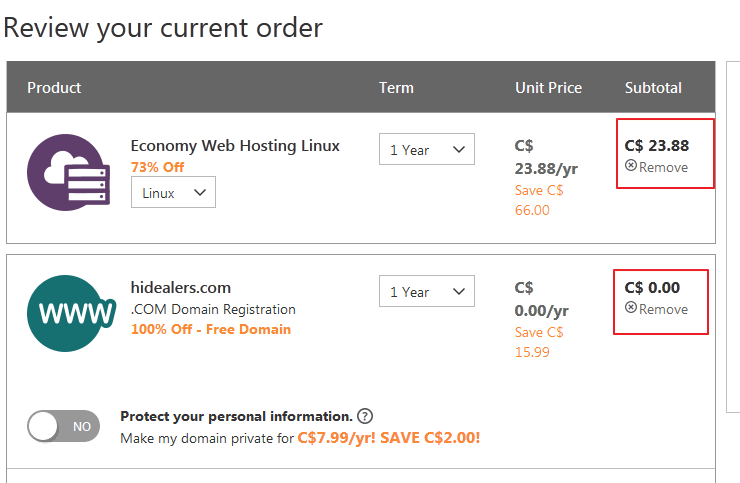 Review your current order
Product Term Unit Price Subtotal
Economy Web Hosting Linux
73% Off
Linux
1 Year
C$
23.88/yr
Save C$
66.00
C$ 23.88
Remove
WWW
hidealers.com
.COM Domain Registration
100% Off - Free Domain
1 Year
C$
0.00/yr
Save C$
15.99
C$ 0.00
Remove
NO
Protect your personal information. ?
Make my domain private for C$7.99/yr! SAVE C$2.00!